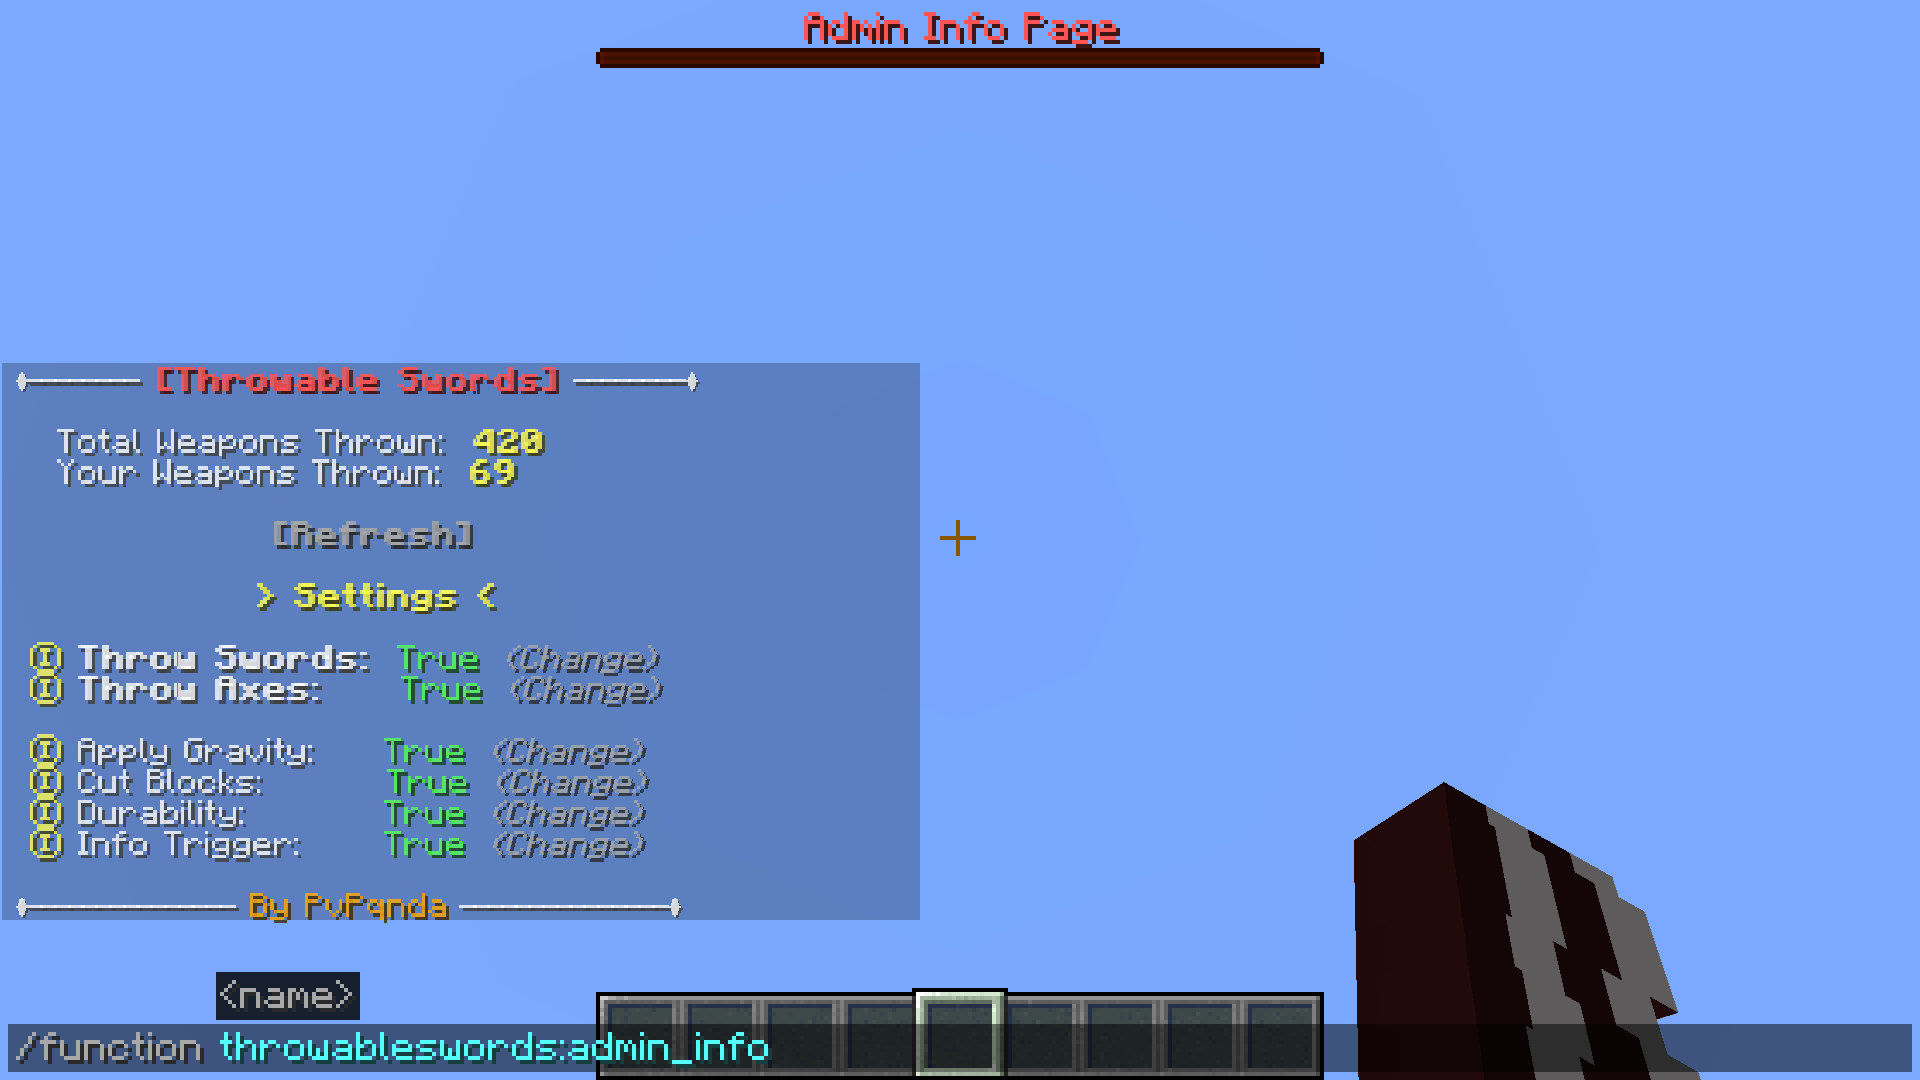 Admin Info Page
[Throwable Swords]
Total Weapons Thrown: 420
Your Weapons Thrown: 69
[Refresh]
> Settings <
Ⓘ Throw Swords: True (Change)
Ⓘ Throw Axes: True (Change)
Ⓘ Apply Gravity: True (Change)
Ⓘ Cut Blocks: True (Change)
Ⓘ Durability: True (Change)
Ⓘ Info Trigger: True (Change)
By PvPqnda
<name>
/function throwableswords:admin_info